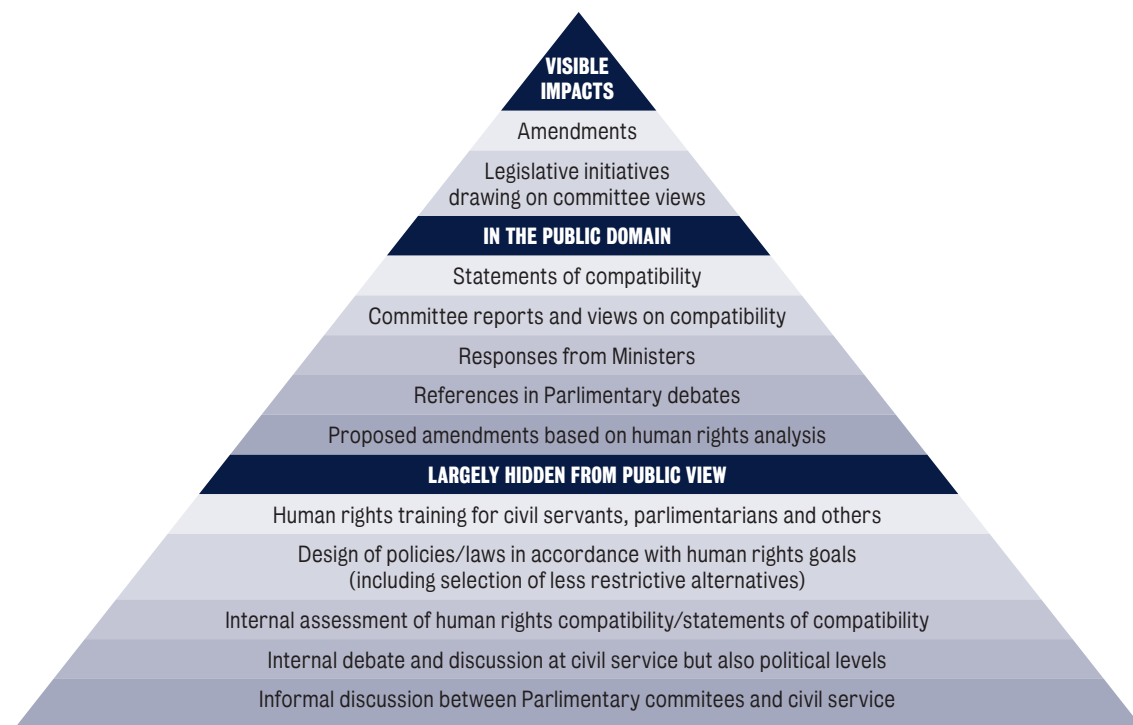 VISIBLE
IMPACTS
Amendments
Legislative initiatives
drawing on committee views
IN THE PUBLIC DOMAIN
Statements of compatibility
Committee reports and views on compatibility
Responses from Ministers
References in Parlimentary debates
Proposed amendments based on human rights analysis
LARGELY HIDDEN FROM PUBLIC VIEW
Human rights training for civil servants, parlimentarians and others
Design of policies/laws in accordance with human rights goals
(including selection of less restrictive alternatives)
Internal assessment of human rights compatibility/statements of compatibility
Internal debate and discussion at civil service but also political levels
Informal discussion between Parlimentary commitees and civil service